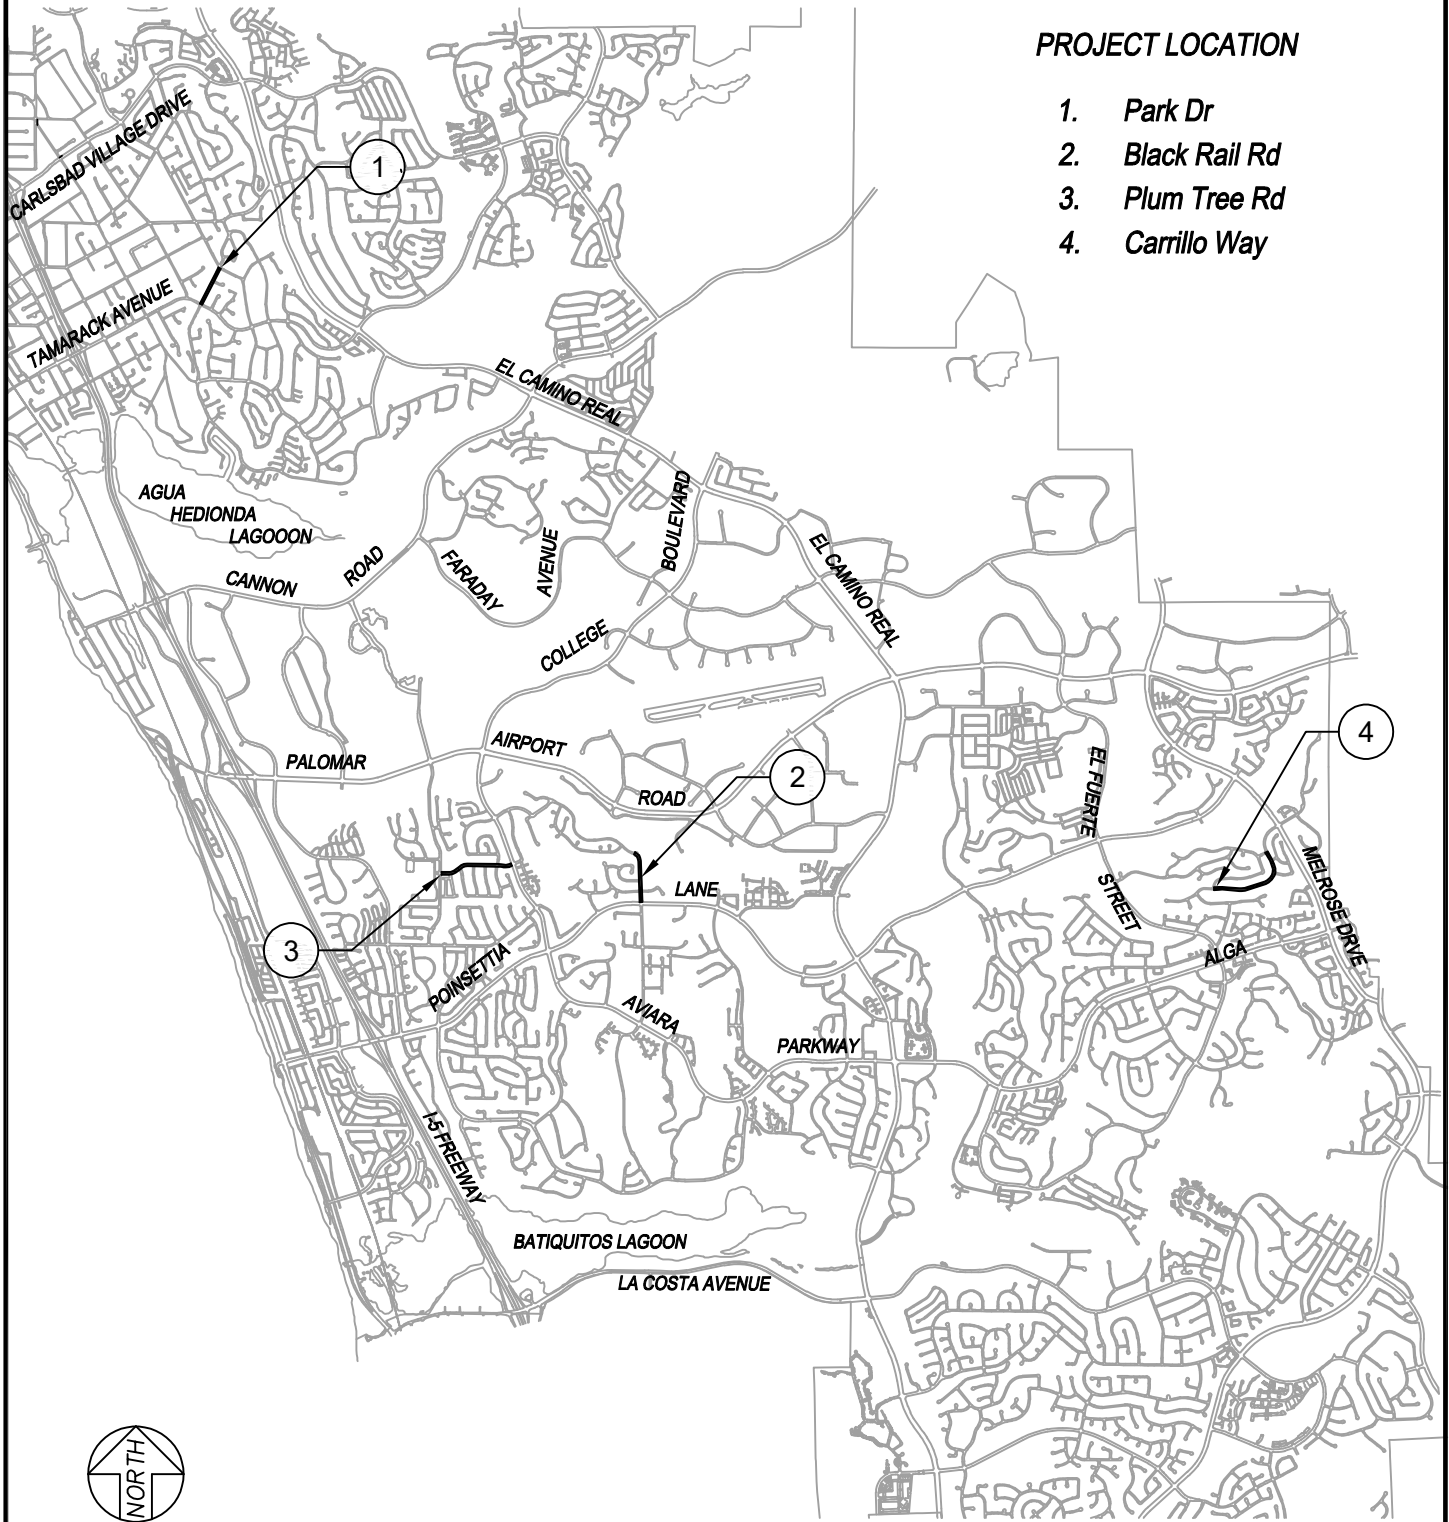 PROJECT LOCATION
1. Park Dr
2. Black Rail Rd
3. Plum Tree Rd
4. Carrillo Way
CARLSBAD VILLAGE DRIVE
1
TAMARACK AVENUE
EL CAMINO REAL
AGUA
HEDIONDA
LAGOOON
BOULEVARD
CANNON
ROAD
FARADAY
AVENUE
EL CAMINO REAL
COLLEGE
PALOMAR
AIRPORT
ROAD
2
EL FUERTE
4
LANE
STREET
MELROSE DRVE
3
POINSETTIA
ALGA
AVIARA
PARKWAY
I-5 FREEWAY
BATIQUITOS LAGOON
LA COSTA AVENUE
NORTH